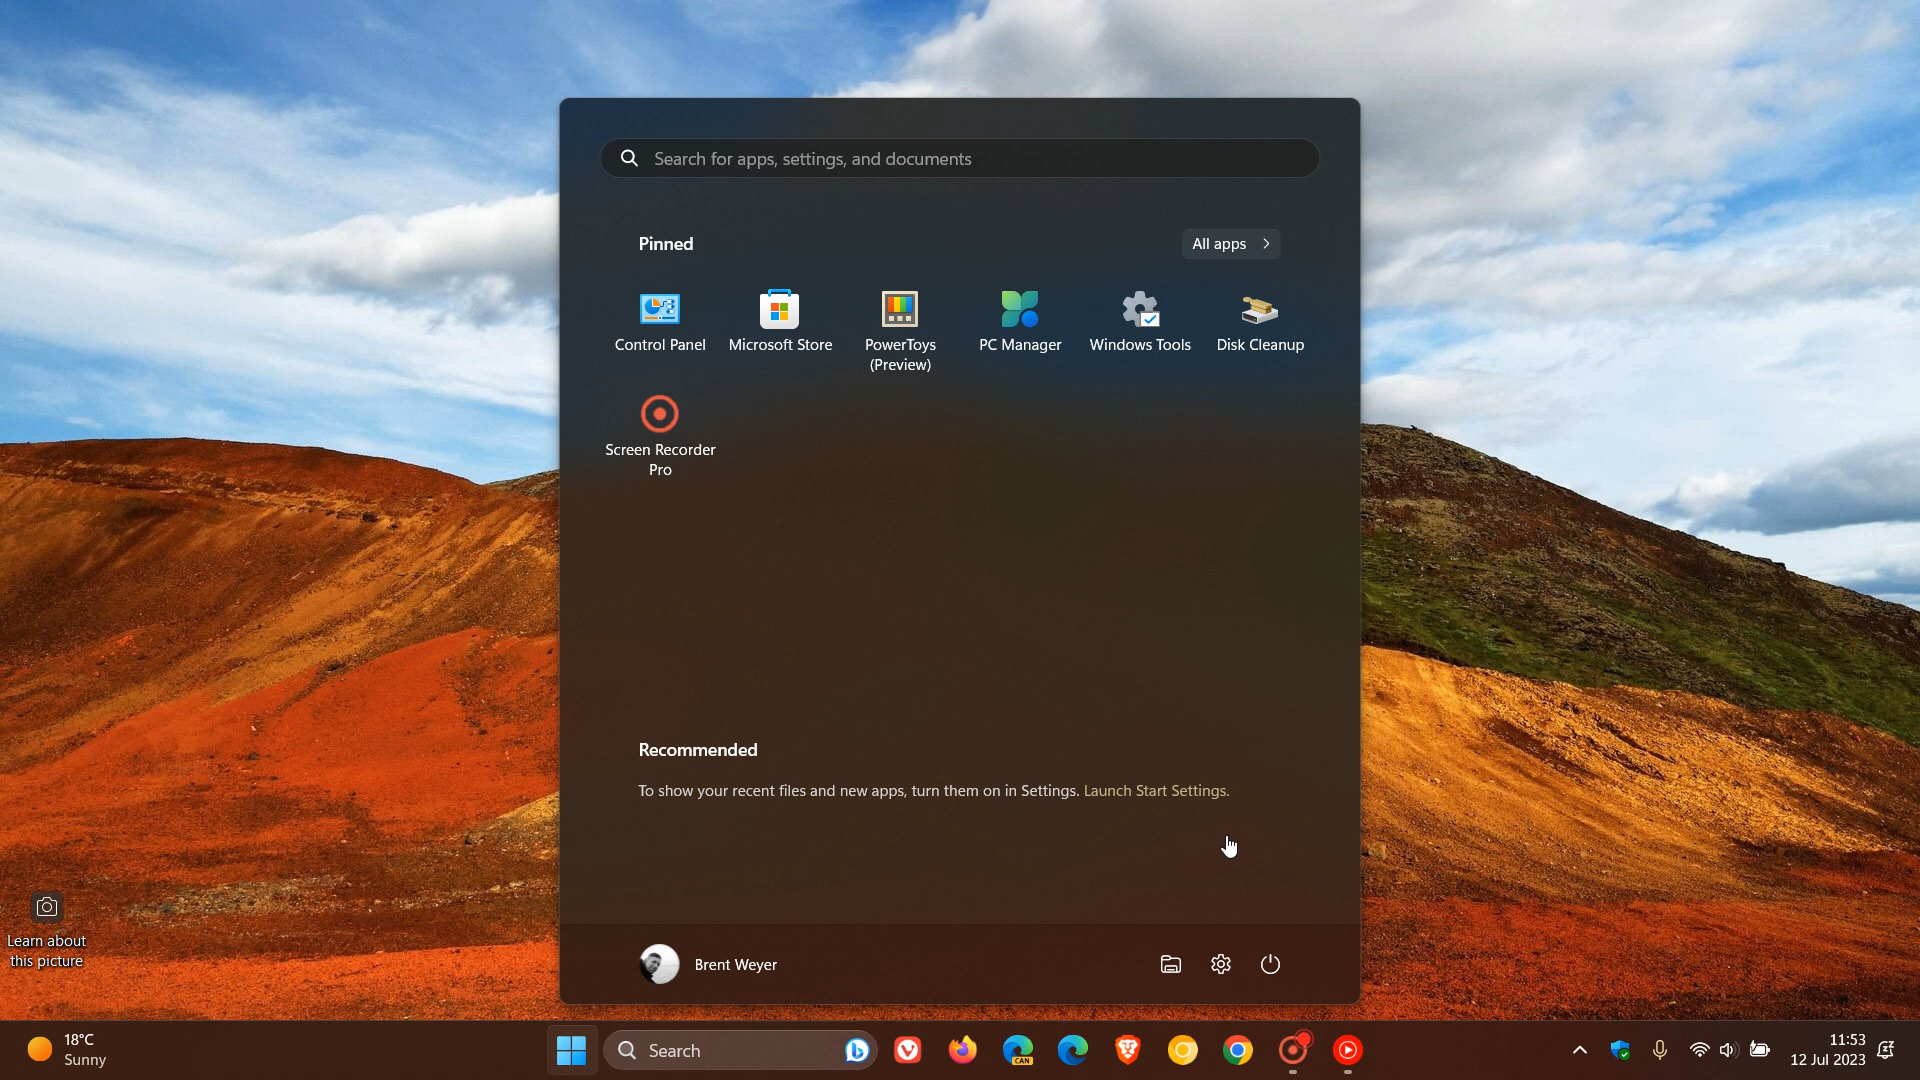 Search for apps, settings, and documents
Pinned
All apps
Control Panel
Microsoft Store
PowerToys
(Preview)
PC Manager
Windows Tools
Disk Cleanup
Screen Recorder
Pro
Recommended
To show your recent files and new apps, turn them on in Settings. Launch Start Settings.
Learn about
this picture
Brent Weyer
18°C
Sunny
Search
CAN
11:53
12 Jul 2023